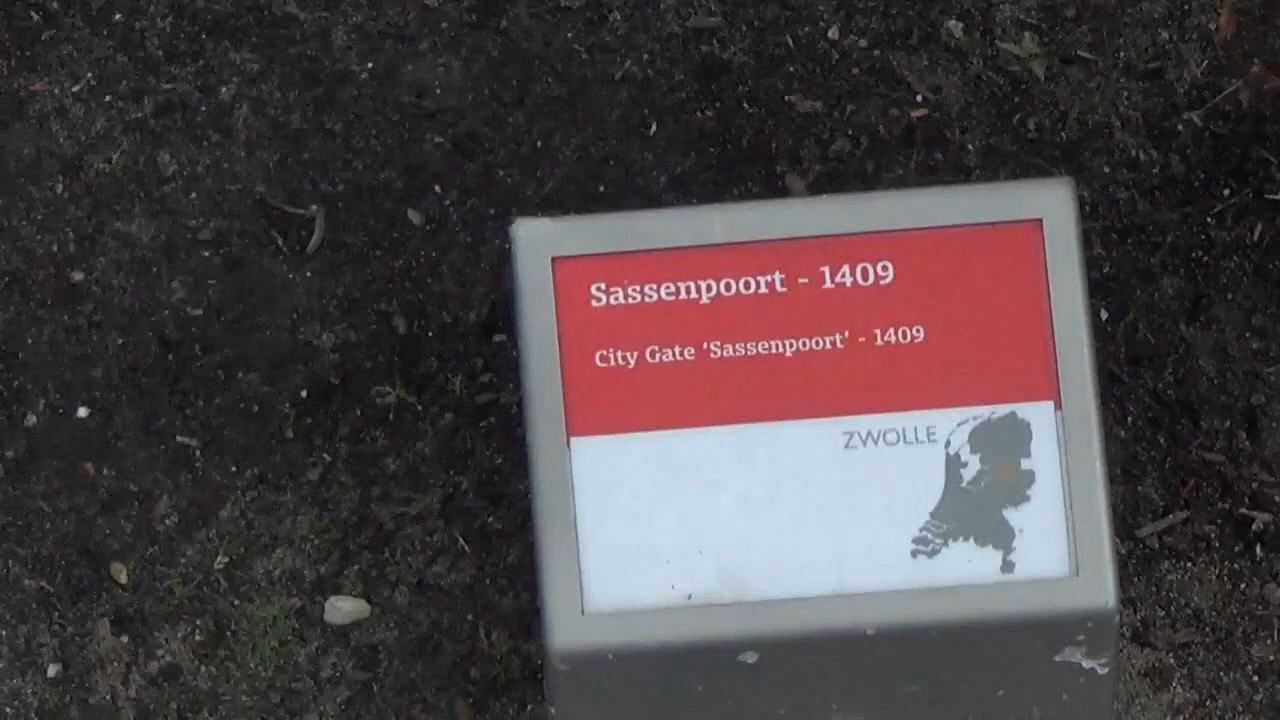 Sassenpoort - 1409
City Gate ‘Sassenpoort’ - 1409
ZWOLLE